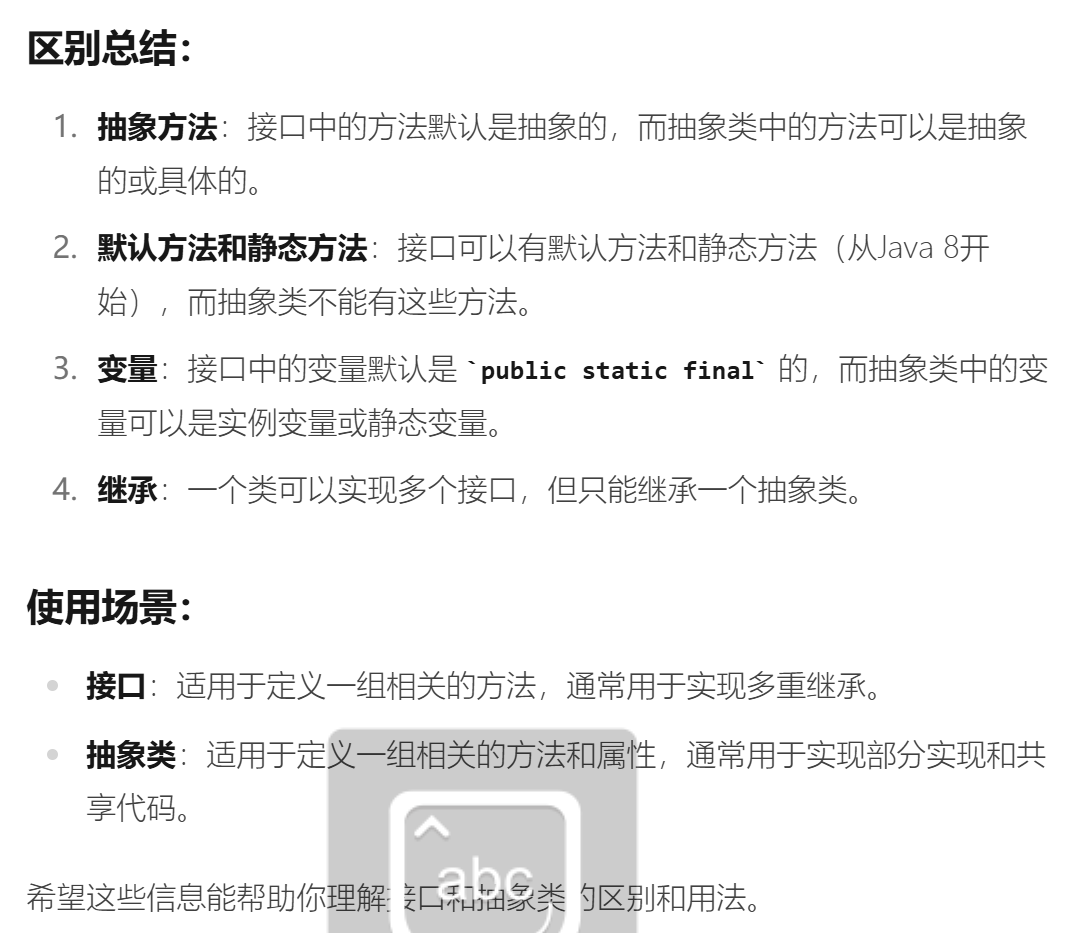 区别总结：
1. 抽象方法：接口中的方法默认是抽象的，而抽象类中的方法可以是抽象
的或具体的。
2. 默认方法和静态方法：接口可以有默认方法和静态方法（从Java 8开
始），而抽象类不能有这些方法。
3. 变量：接口中的变量默认是 `public static final` 的，而抽象类中的变
量可以是实例变量或静态变量。
4. 继承：一个类可以实现多个接口，但只能继承一个抽象类。
使用场景：
• 接口：适用于定义一组相关的方法，通常用于实现多重继承。
• 抽象类：适用于定义一组相关的方法和属性，通常用于实现部分实现和共
享代码。
abc
希望这些信息能帮助你理解接口和抽象类的区别和用法。